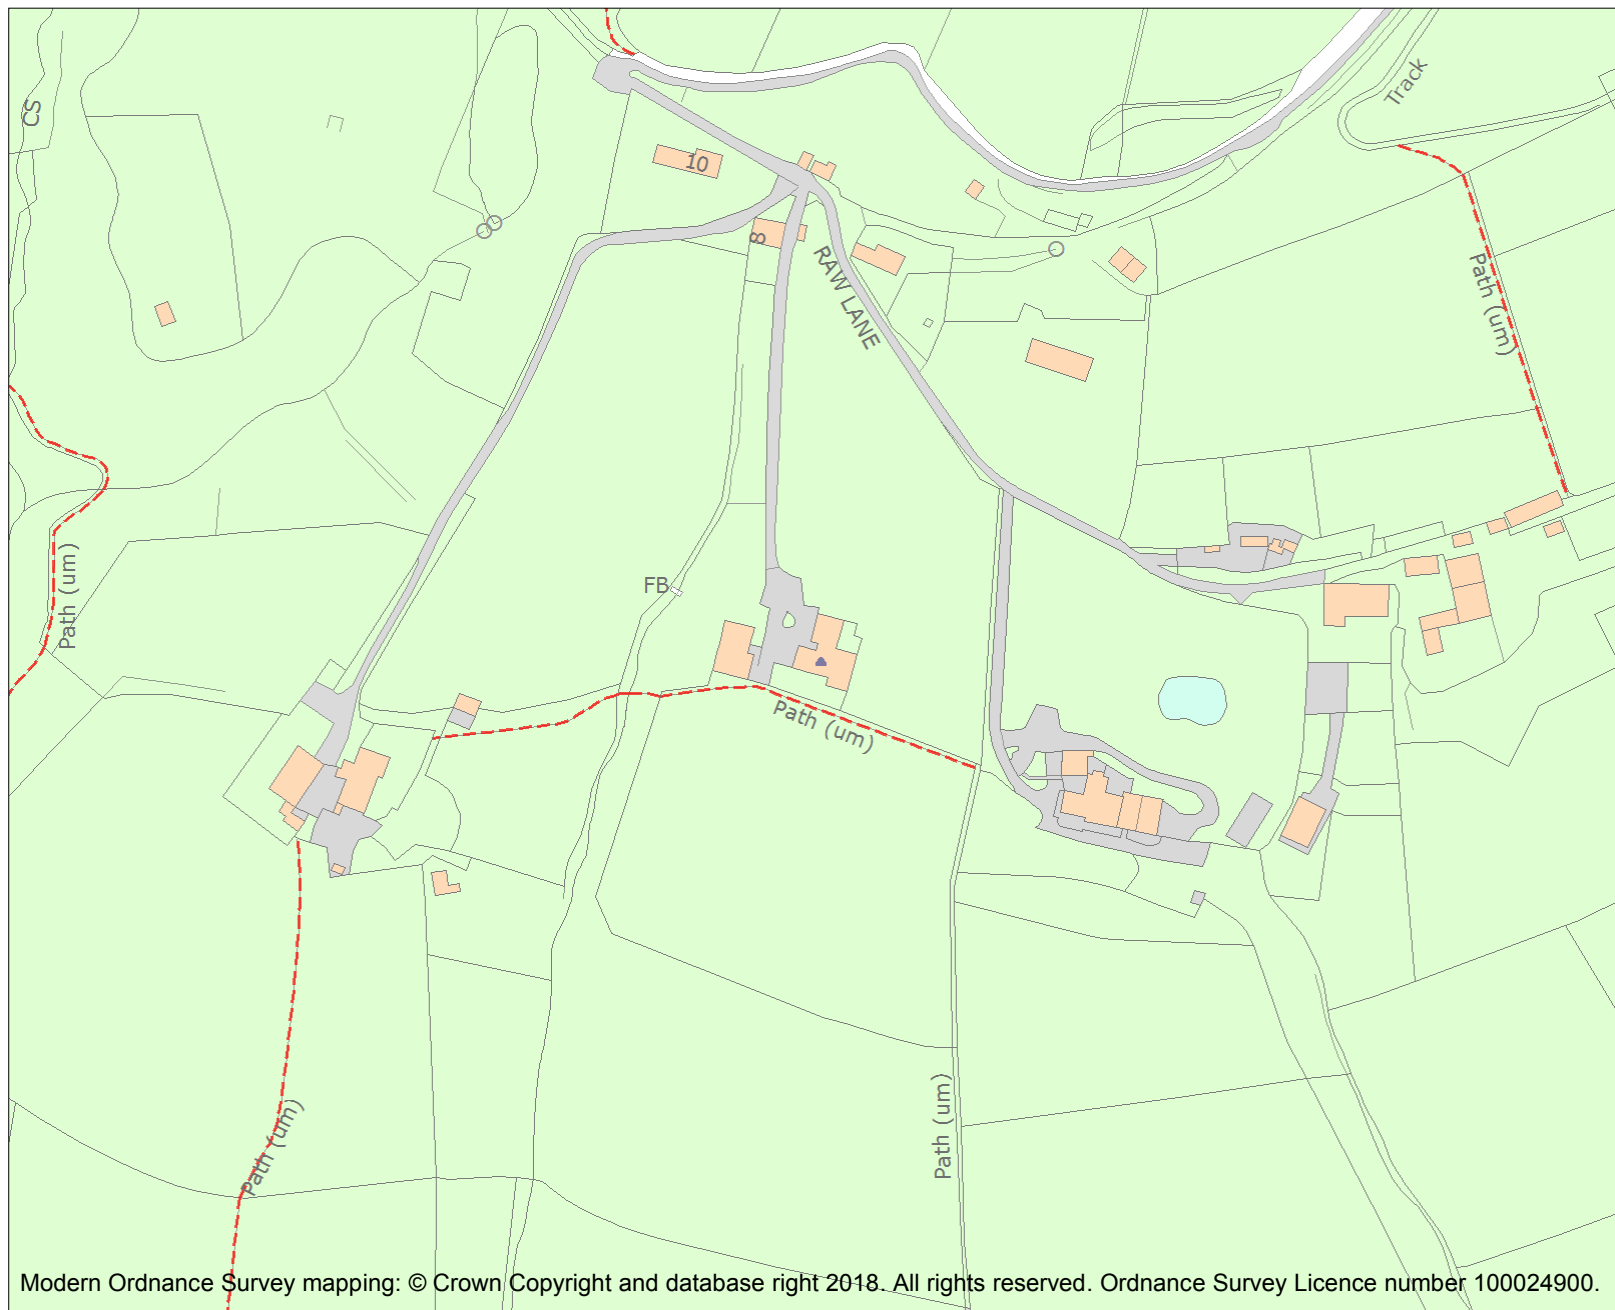 CS
Track
10
8
RAW LANE
Path (um)
Path (um)
FB
Path (um)
Path (um)
Path (um)
Modern Ordnance Survey mapping: © Crown Copyright and database right 2018. All rights reserved. Ordnance Survey Licence number 100024900.